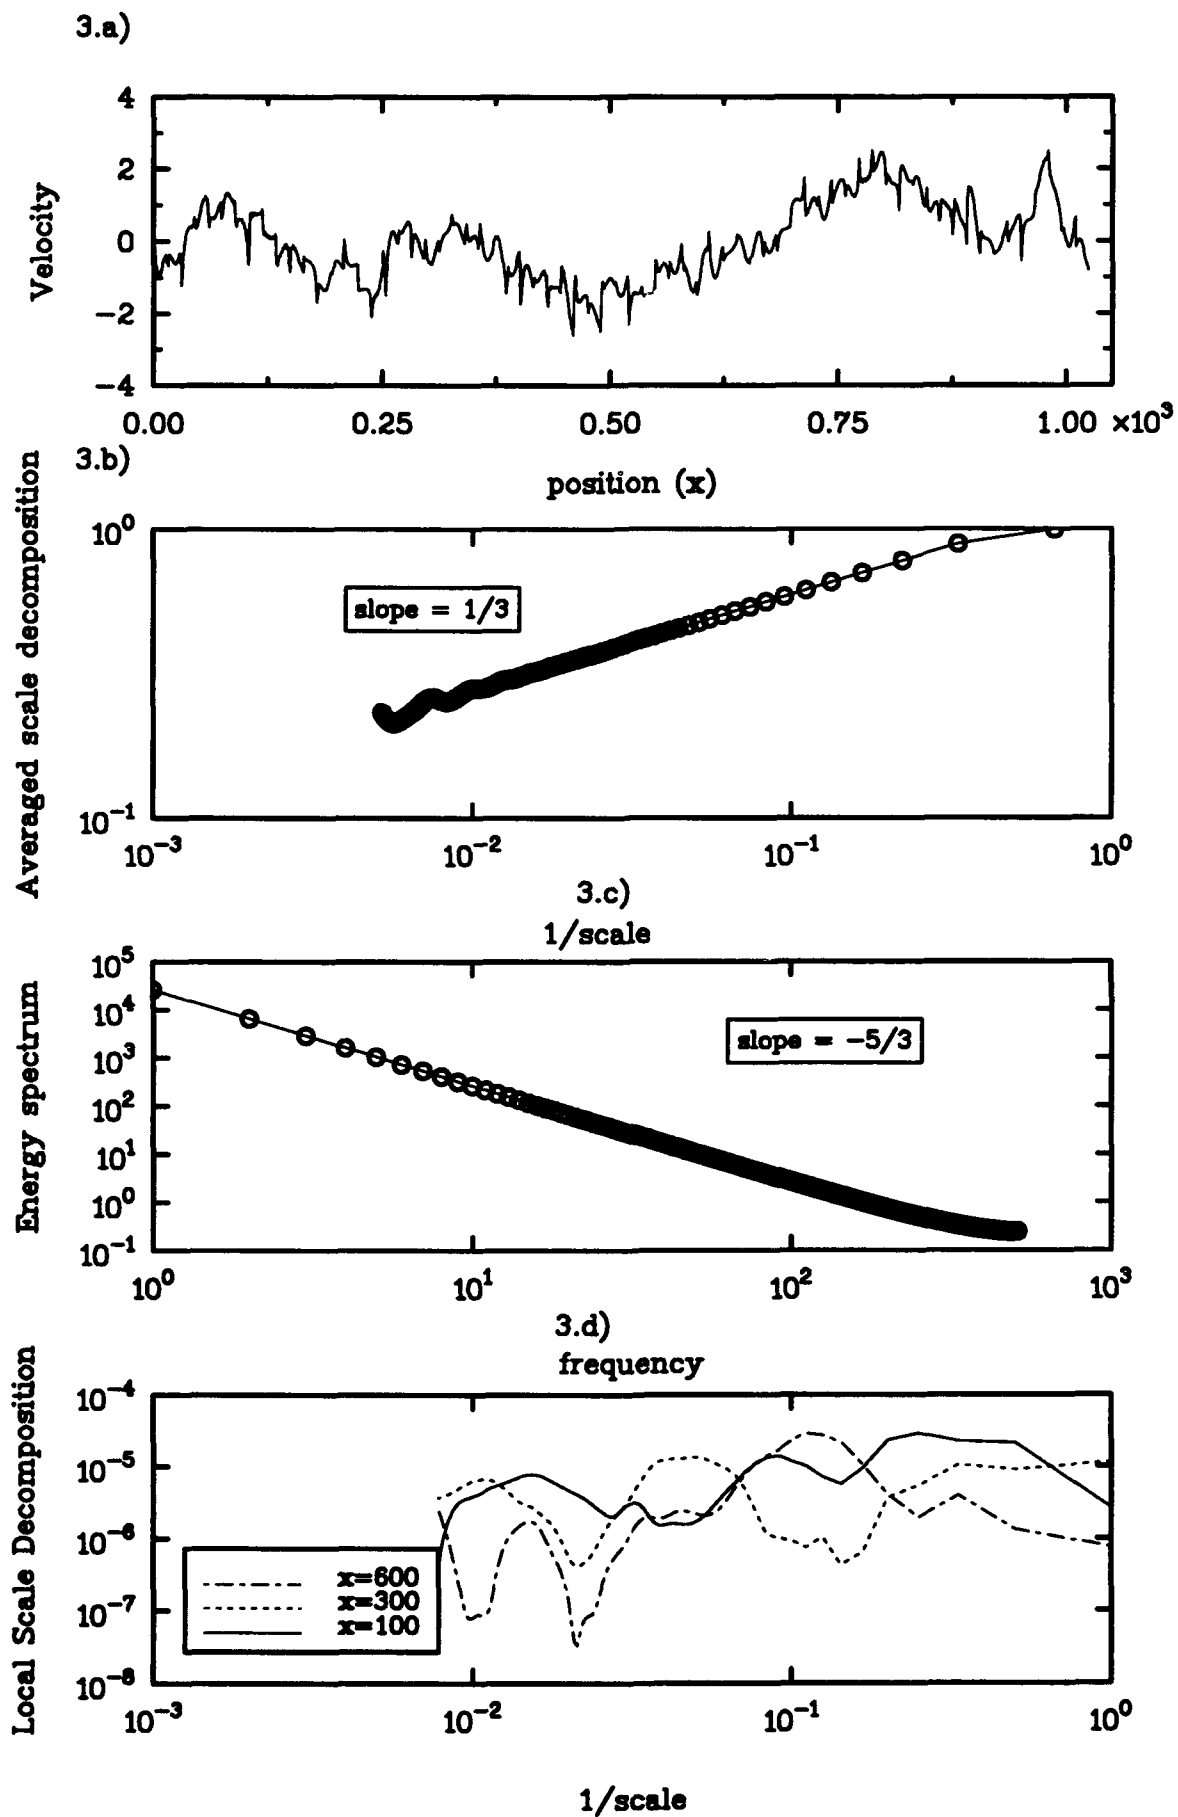 3.a)
Velocity
4
2
0
−2
−4
0.00 0.25 0.50 0.75 1.00 ×10³
position (x)
3.b)
Averaged scale decomposition
10⁰
10⁻¹
slope = 1/3
10⁻³ 10⁻² 10⁻¹ 10⁰
1/scale
3.c)
Energy spectrum
10⁵
10⁴
10³
10²
10¹
10⁰
10⁻¹
slope = −5/3
10⁰ 10¹ 10² 10³
frequency
3.d)
Local Scale Decomposition
10⁻⁴
10⁻⁵
10⁻⁶
10⁻⁷
10⁻⁸
x=600
x=300
x=100
10⁻³ 10⁻² 10⁻¹ 10⁰
1/scale